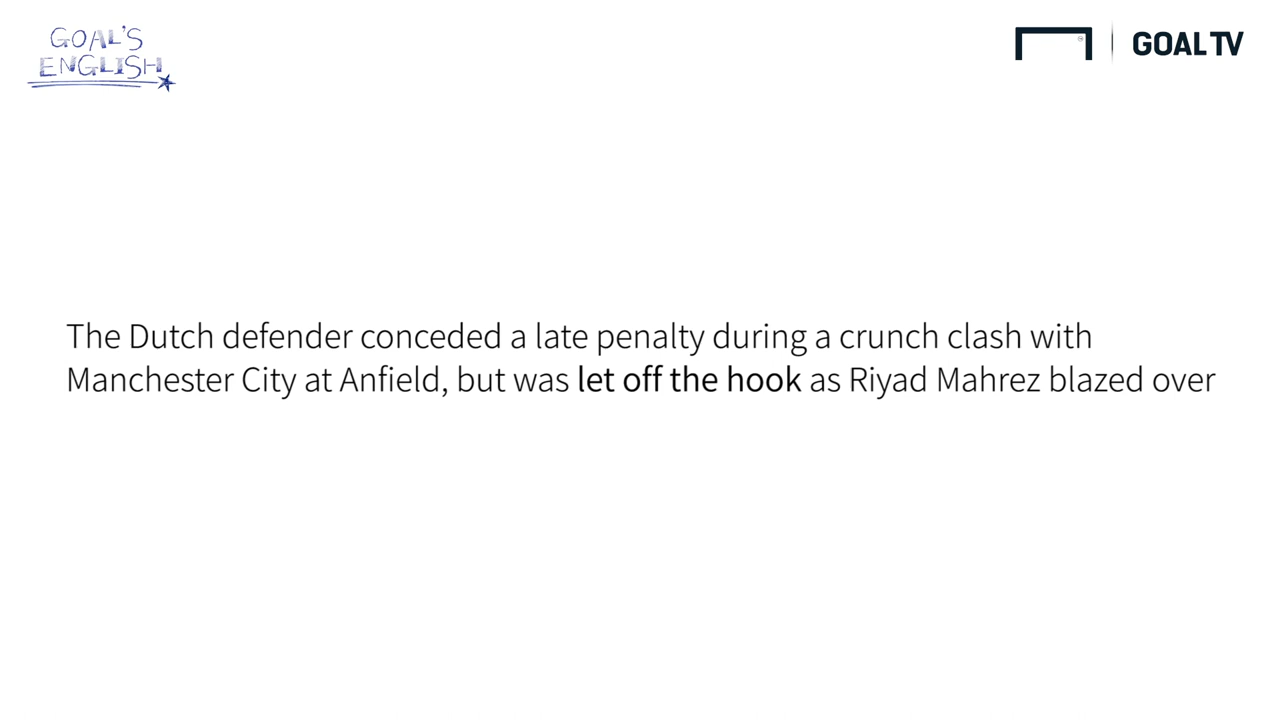 GOAL'S
ENGLISH
GOAL TV
The Dutch defender conceded a late penalty during a crunch clash with
Manchester City at Anfield, but was let off the hook as Riyad Mahrez blazed over